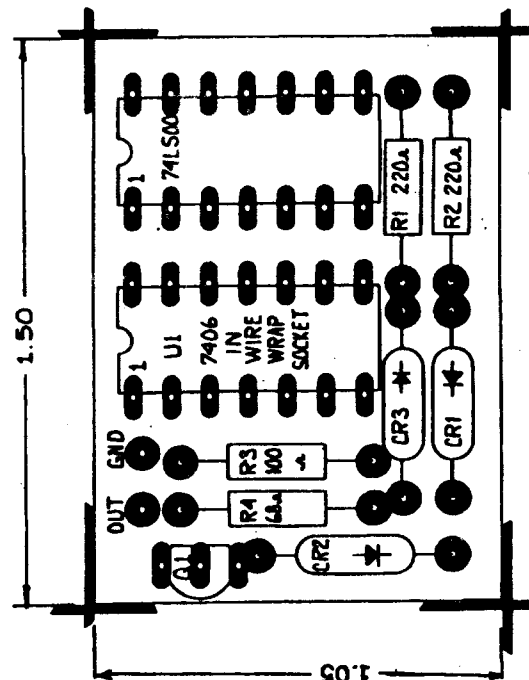 1.50
1
74LS00
R1 220Ω
R2 220Ω
1
U1
7406
IN
WIRE
WRAP
SOCKET
CR3
CR1
GND
OUT
R3
100
Ω
R4
68Ω
Q1
CR2
1.05